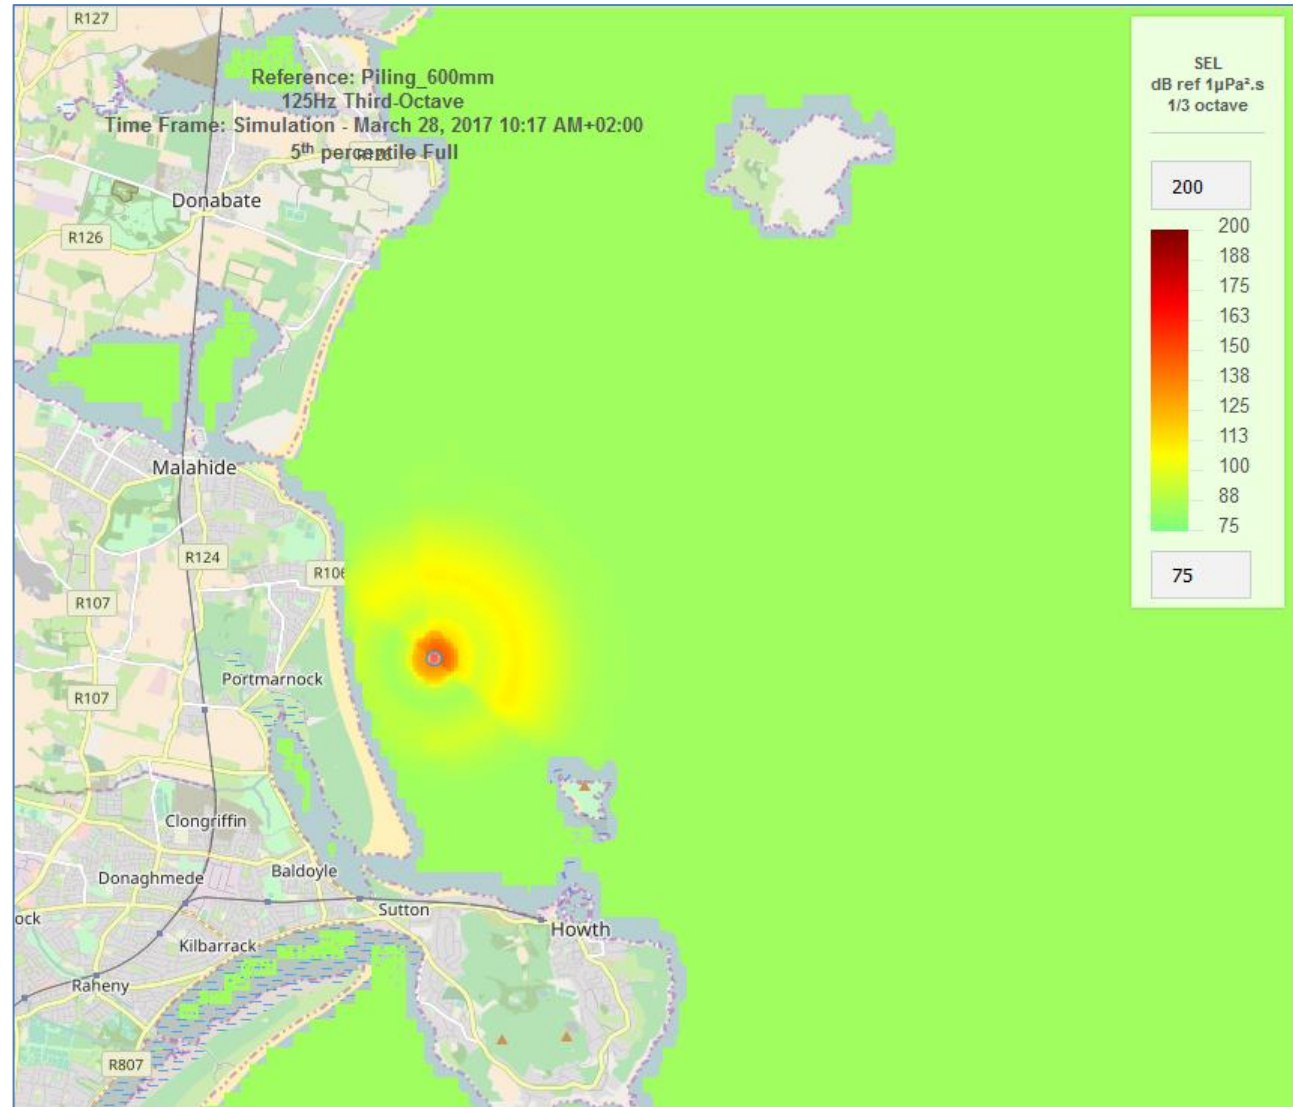 R127
Reference: Piling_600mm
125Hz Third-Octave
Time Frame: Simulation - March 28, 2017 10:17 AM+02:00
5th percentile Full
Donabate
R126
Malahide
R124
R106
R107
Portmarnock
R107
Clongriffin
Donaghmede
Baldoyle
ock
Sutton
Howth
Kilbarrack
Raheny
R807
SEL
dB ref 1µPa².s
1/3 octave
200
200
188
175
163
150
138
125
113
100
88
75
75